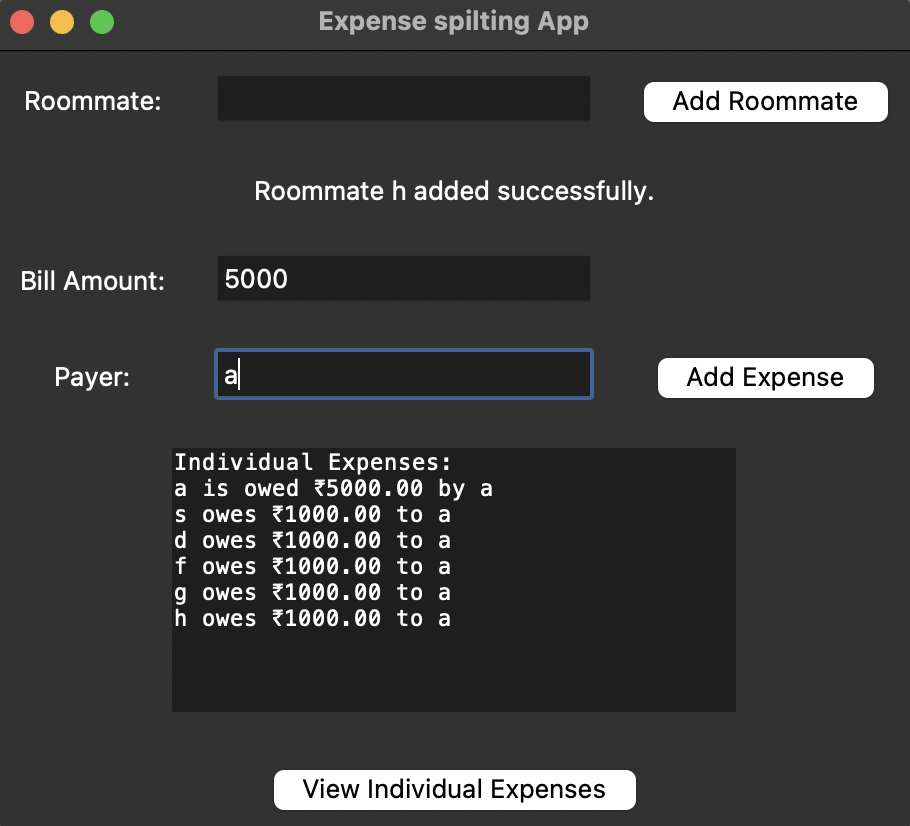 Expense spilting App
Roommate:
Add Roommate
Roommate h added successfully.
Bill Amount:
5000
Payer:
a
Add Expense
Individual Expenses:
a is owed ₹5000.00 by a
s owes ₹1000.00 to a
d owes ₹1000.00 to a
f owes ₹1000.00 to a
g owes ₹1000.00 to a
h owes ₹1000.00 to a
View Individual Expenses